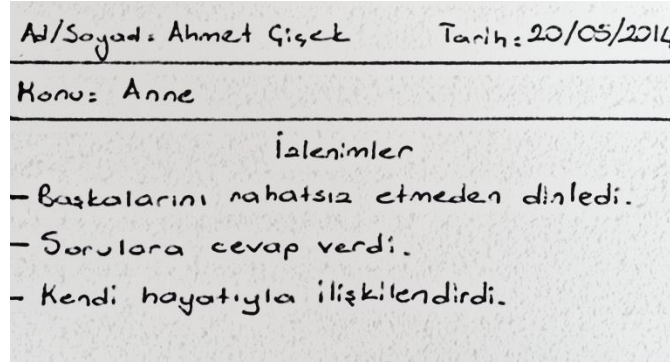 Ad/Soyad: Ahmet Çiçek Tarih: 20/05/2014
Konu: Anne
İzlenimler
- Başkalarını rahatsız etmeden dinledi.
- Sorulara cevap verdi.
- Kendi hayatıyla ilişkilendirdi.